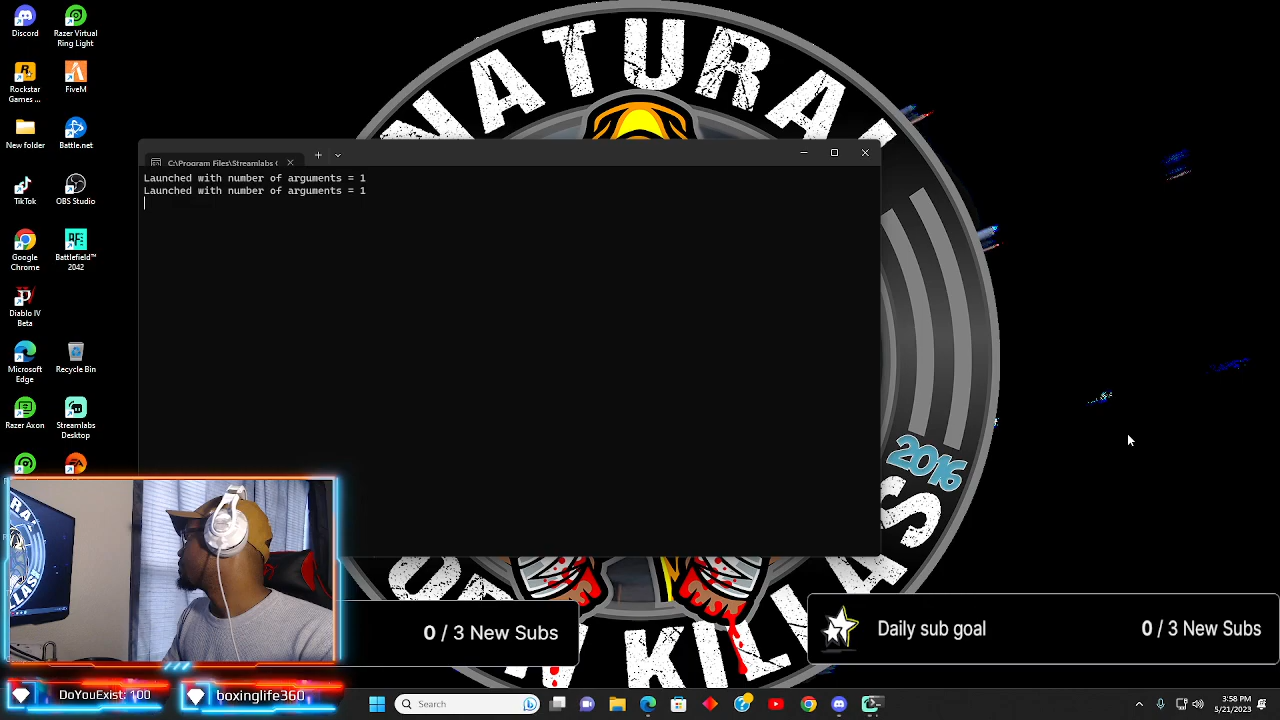 Discord
Razer Virtual
Ring Light
Rockstar
Games ...
FiveM
New folder
Battle.net
TikTok
OBS Studio
Google
Chrome
Battlefield™
2042
Diablo IV
Beta
Microsoft
Edge
Recycle Bin
Razer Axon
Streamlabs
Desktop
NATURAL
C:\Program Files\Streamlabs
Launched with number of arguments = 1
Launched with number of arguments = 1
2016
0 / 3 New Subs
Daily sub goal
0 / 3 New Subs
DoYouExist: 100
boxinglife360
Search
3:58 PM
5/21/2023